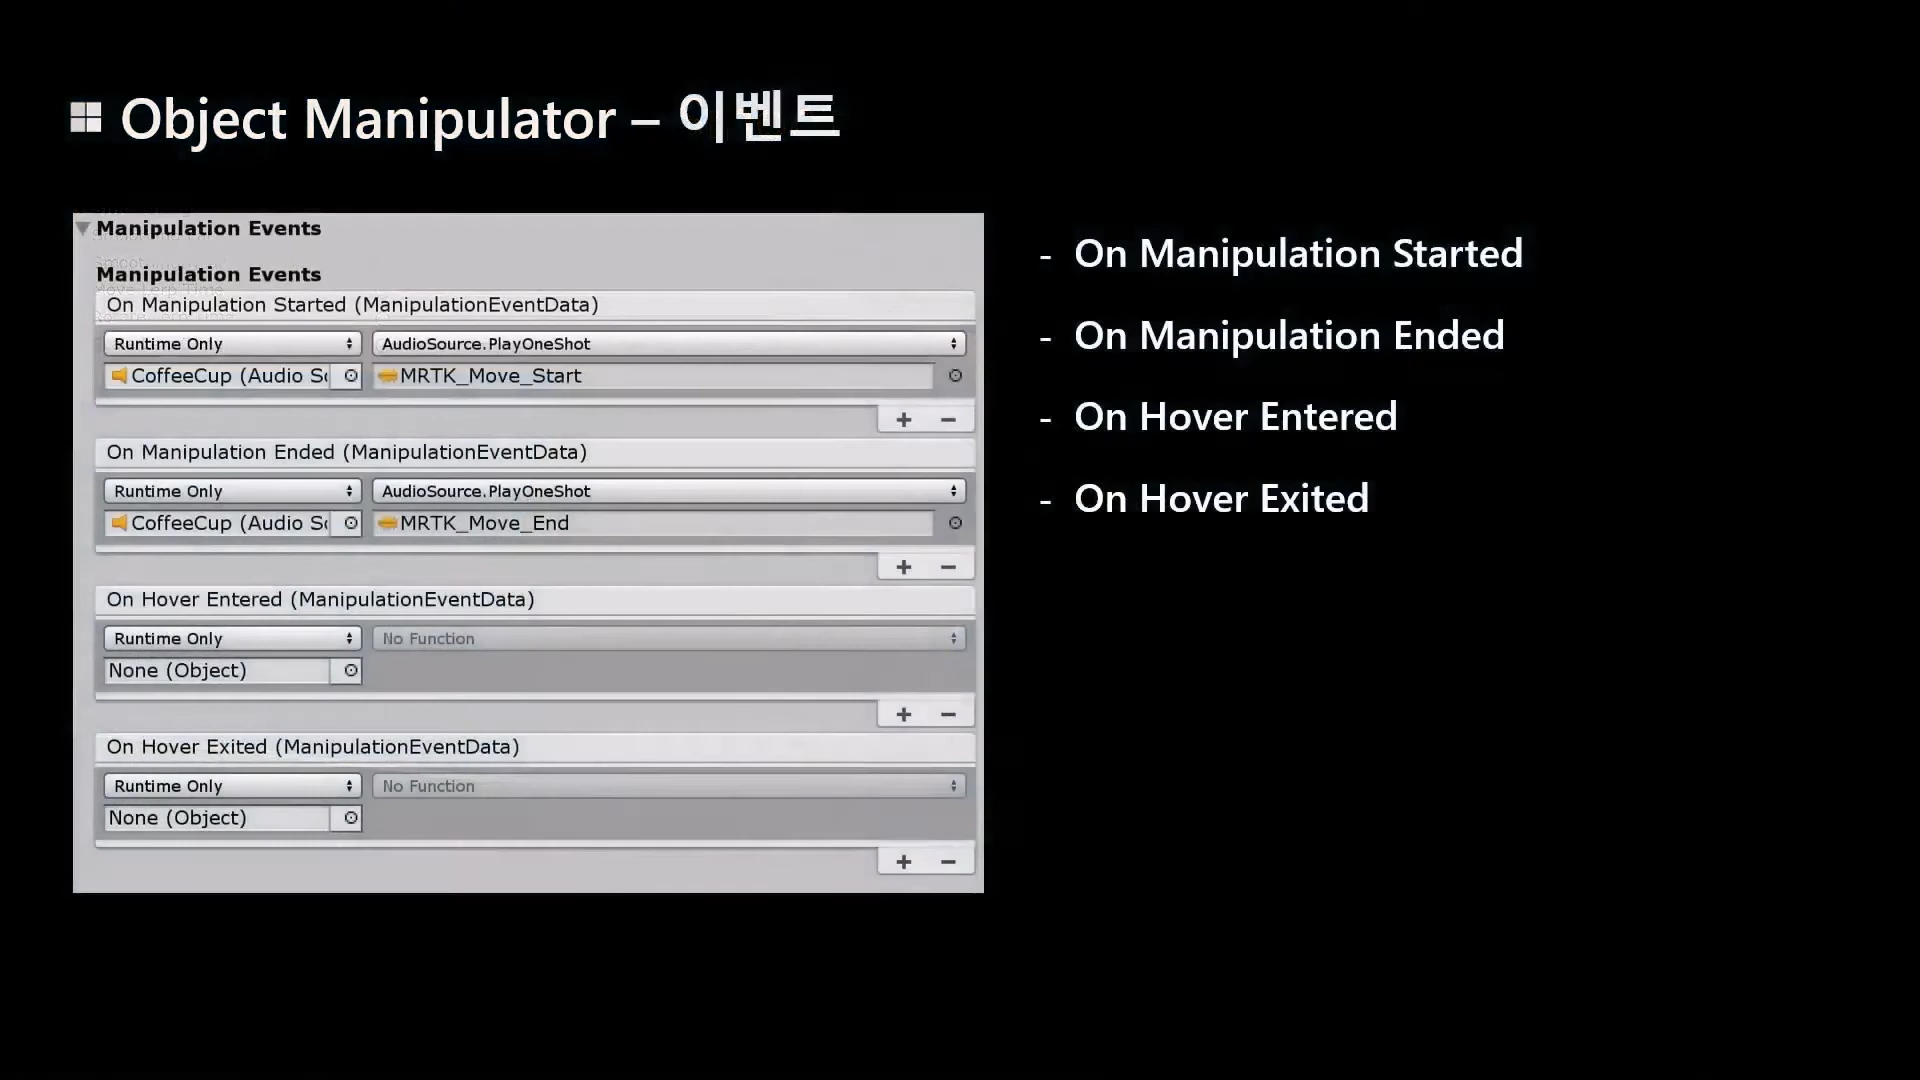 Object Manipulator – 이벤트
Manipulation Events
Manipulation Events
On Manipulation Started (ManipulationEventData)
Runtime Only AudioSource.PlayOneShot
CoffeeCup (Audio Sc MRTK_Move_Start
+ −
On Manipulation Ended (ManipulationEventData)
Runtime Only AudioSource.PlayOneShot
CoffeeCup (Audio Sc MRTK_Move_End
+ −
On Hover Entered (ManipulationEventData)
Runtime Only No Function
None (Object)
+ −
On Hover Exited (ManipulationEventData)
Runtime Only No Function
None (Object)
+ −
- On Manipulation Started
- On Manipulation Ended
- On Hover Entered
- On Hover Exited